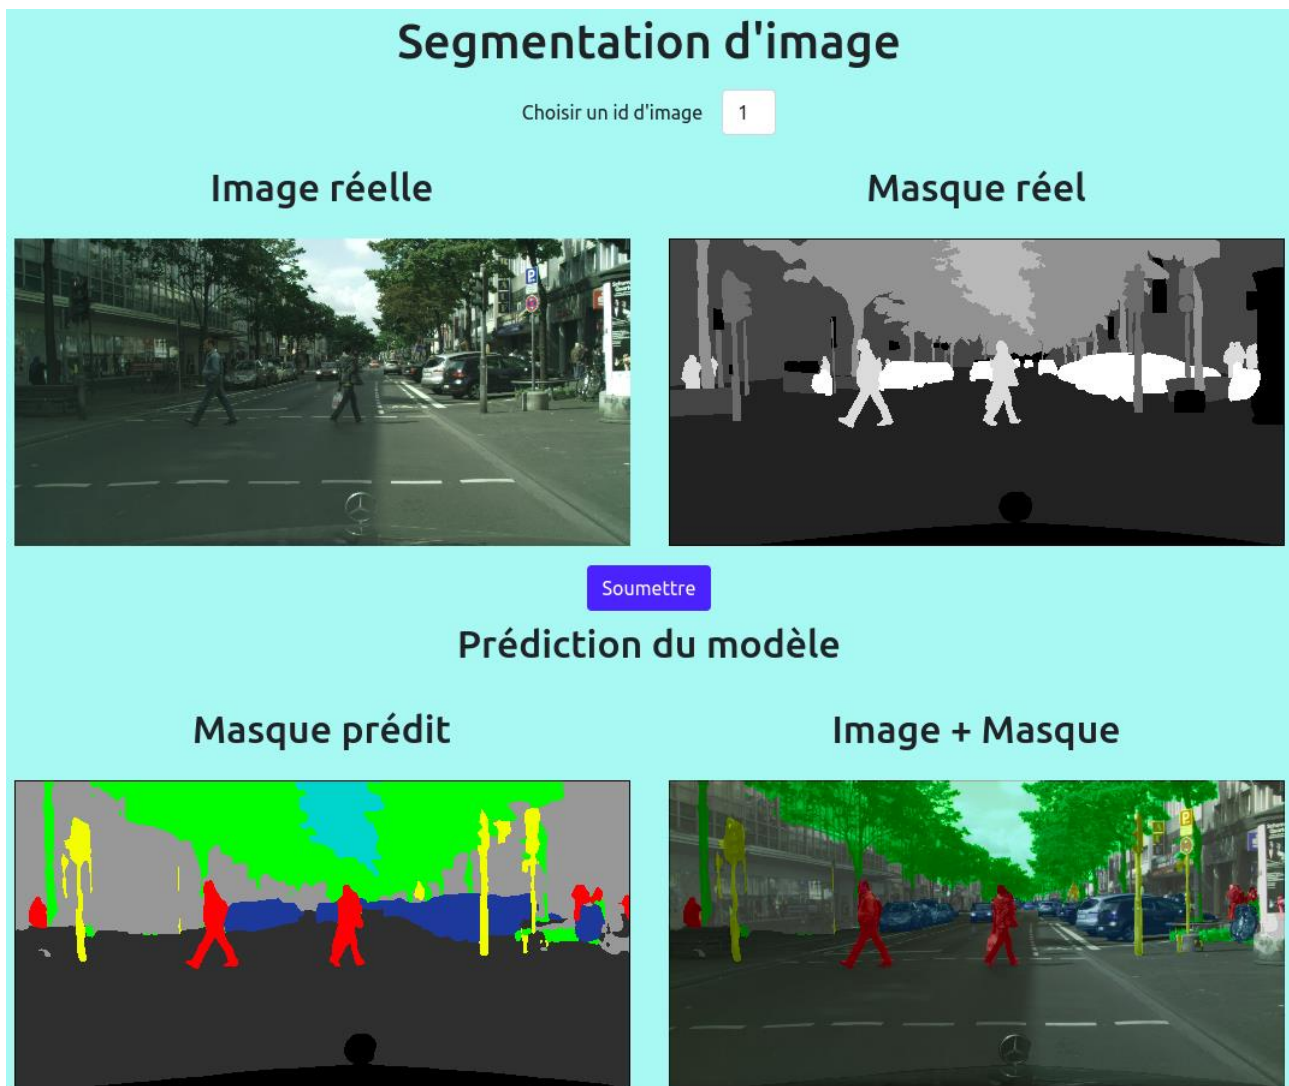 Segmentation d'image
Choisir un id d'image 1
Image réelle
Masque réel
P
Soumettre
Prédiction du modèle
Masque prédit
Image + Masque
P